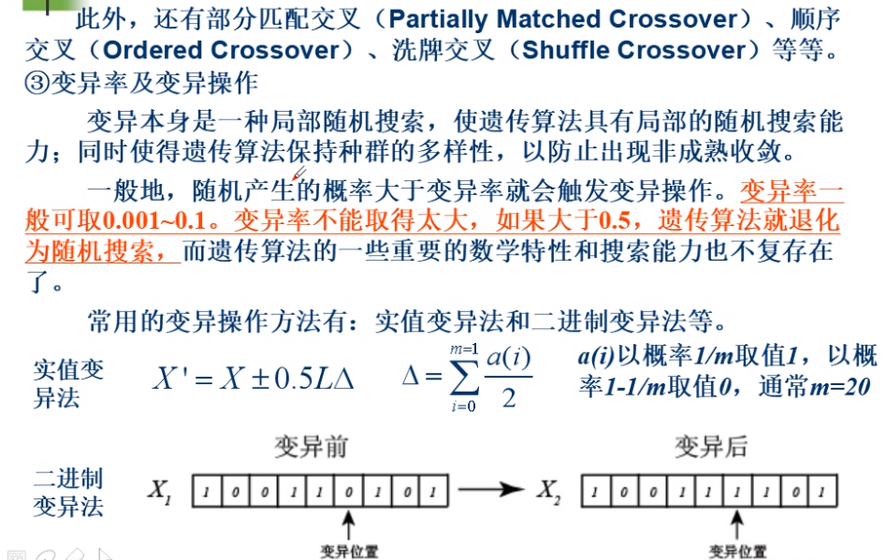 此外，还有部分匹配交叉（Partially Matched Crossover）、顺序
交叉（Ordered Crossover）、洗牌交叉（Shuffle Crossover）等等。
③变异率及变异操作
变异本身是一种局部随机搜索，使遗传算法具有局部的随机搜索能
力；同时使得遗传算法保持种群的多样性，以防止出现非成熟收敛。
一般地，随机产生的概率大于变异率就会触发变异操作。变异率一
般可取0.001~0.1。变异率不能取得太大，如果大于0.5，遗传算法就退化
为随机搜索，而遗传算法的一些重要的数学特性和搜索能力也不复存在
了。
常用的变异操作方法有：实值变异法和二进制变异法等。
实值变
异法
X' = X ± 0.5LΔ
Δ = ∑_{i=0}^{m=1} a(i)/2
a(i)以概率1/m取值1，以概
率1-1/m取值0，通常m=20
变异前
变异后
二进制
变异法
X₁ 1 0 0 1 1 0 1 0 1
X₂ 1 0 0 1 1 1 1 0 1
变异位置
变异位置